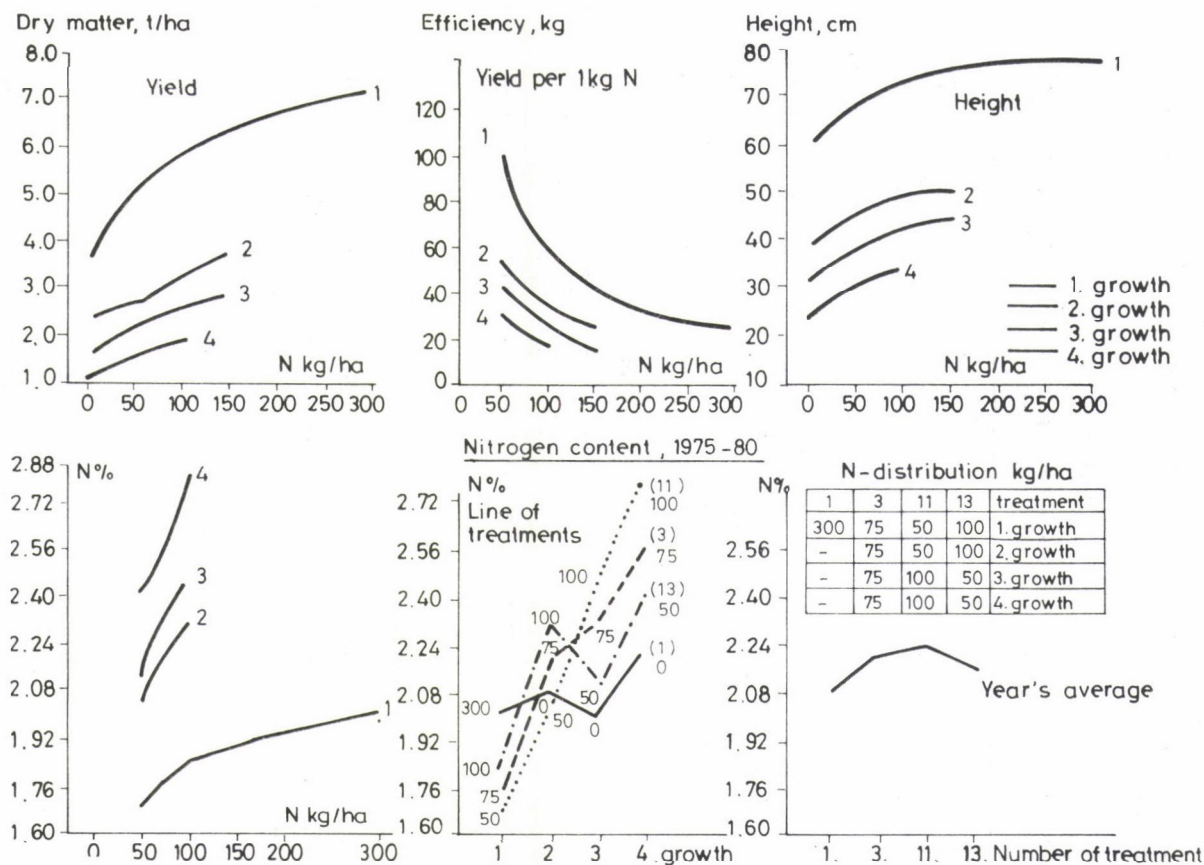 Dry matter, t/ha
8.0
7.0
6.0
5.0
4.0
3.0
2.0
1.0
Yield
1
2
3
4
N kg/ha
0 50 100 150 200 250 300
Efficiency, kg
Yield per 1kg N
120
100
80
60
40
20
0
1
2
3
4
N kg/ha
0 50 100 150 200 250 300
Height, cm
80
70
60
50
40
30
20
10
1
Height
2
3
4
1. growth
2. growth
3. growth
4. growth
N kg/ha
0 50 100 150 200 250 300
2.88
2.72
2.56
2.40
2.24
2.08
1.92
1.76
1.60
N%
4
3
2
1
N kg/ha
0 50 100 150 200 300
Nitrogen content, 1975-80
N%
Line of
treatments
2.72
2.56
2.40
2.24
2.08
1.92
1.76
1.60
(11)
100
(3)
75
100
(13)
50
100
75
75
(1)
0
50
300
0
50
0
100
75
50
1 2 3 4. growth
N%
2.56
2.40
2.24
2.08
1.92
1.76
1.60
N-distribution kg/ha
1 3 11 13 treatment
300 75 50 100 1. growth
- 75 50 100 2. growth
- 75 100 50 3. growth
- 75 100 50 4. growth
Year's average
1. 3. 11. 13. Number of treatment